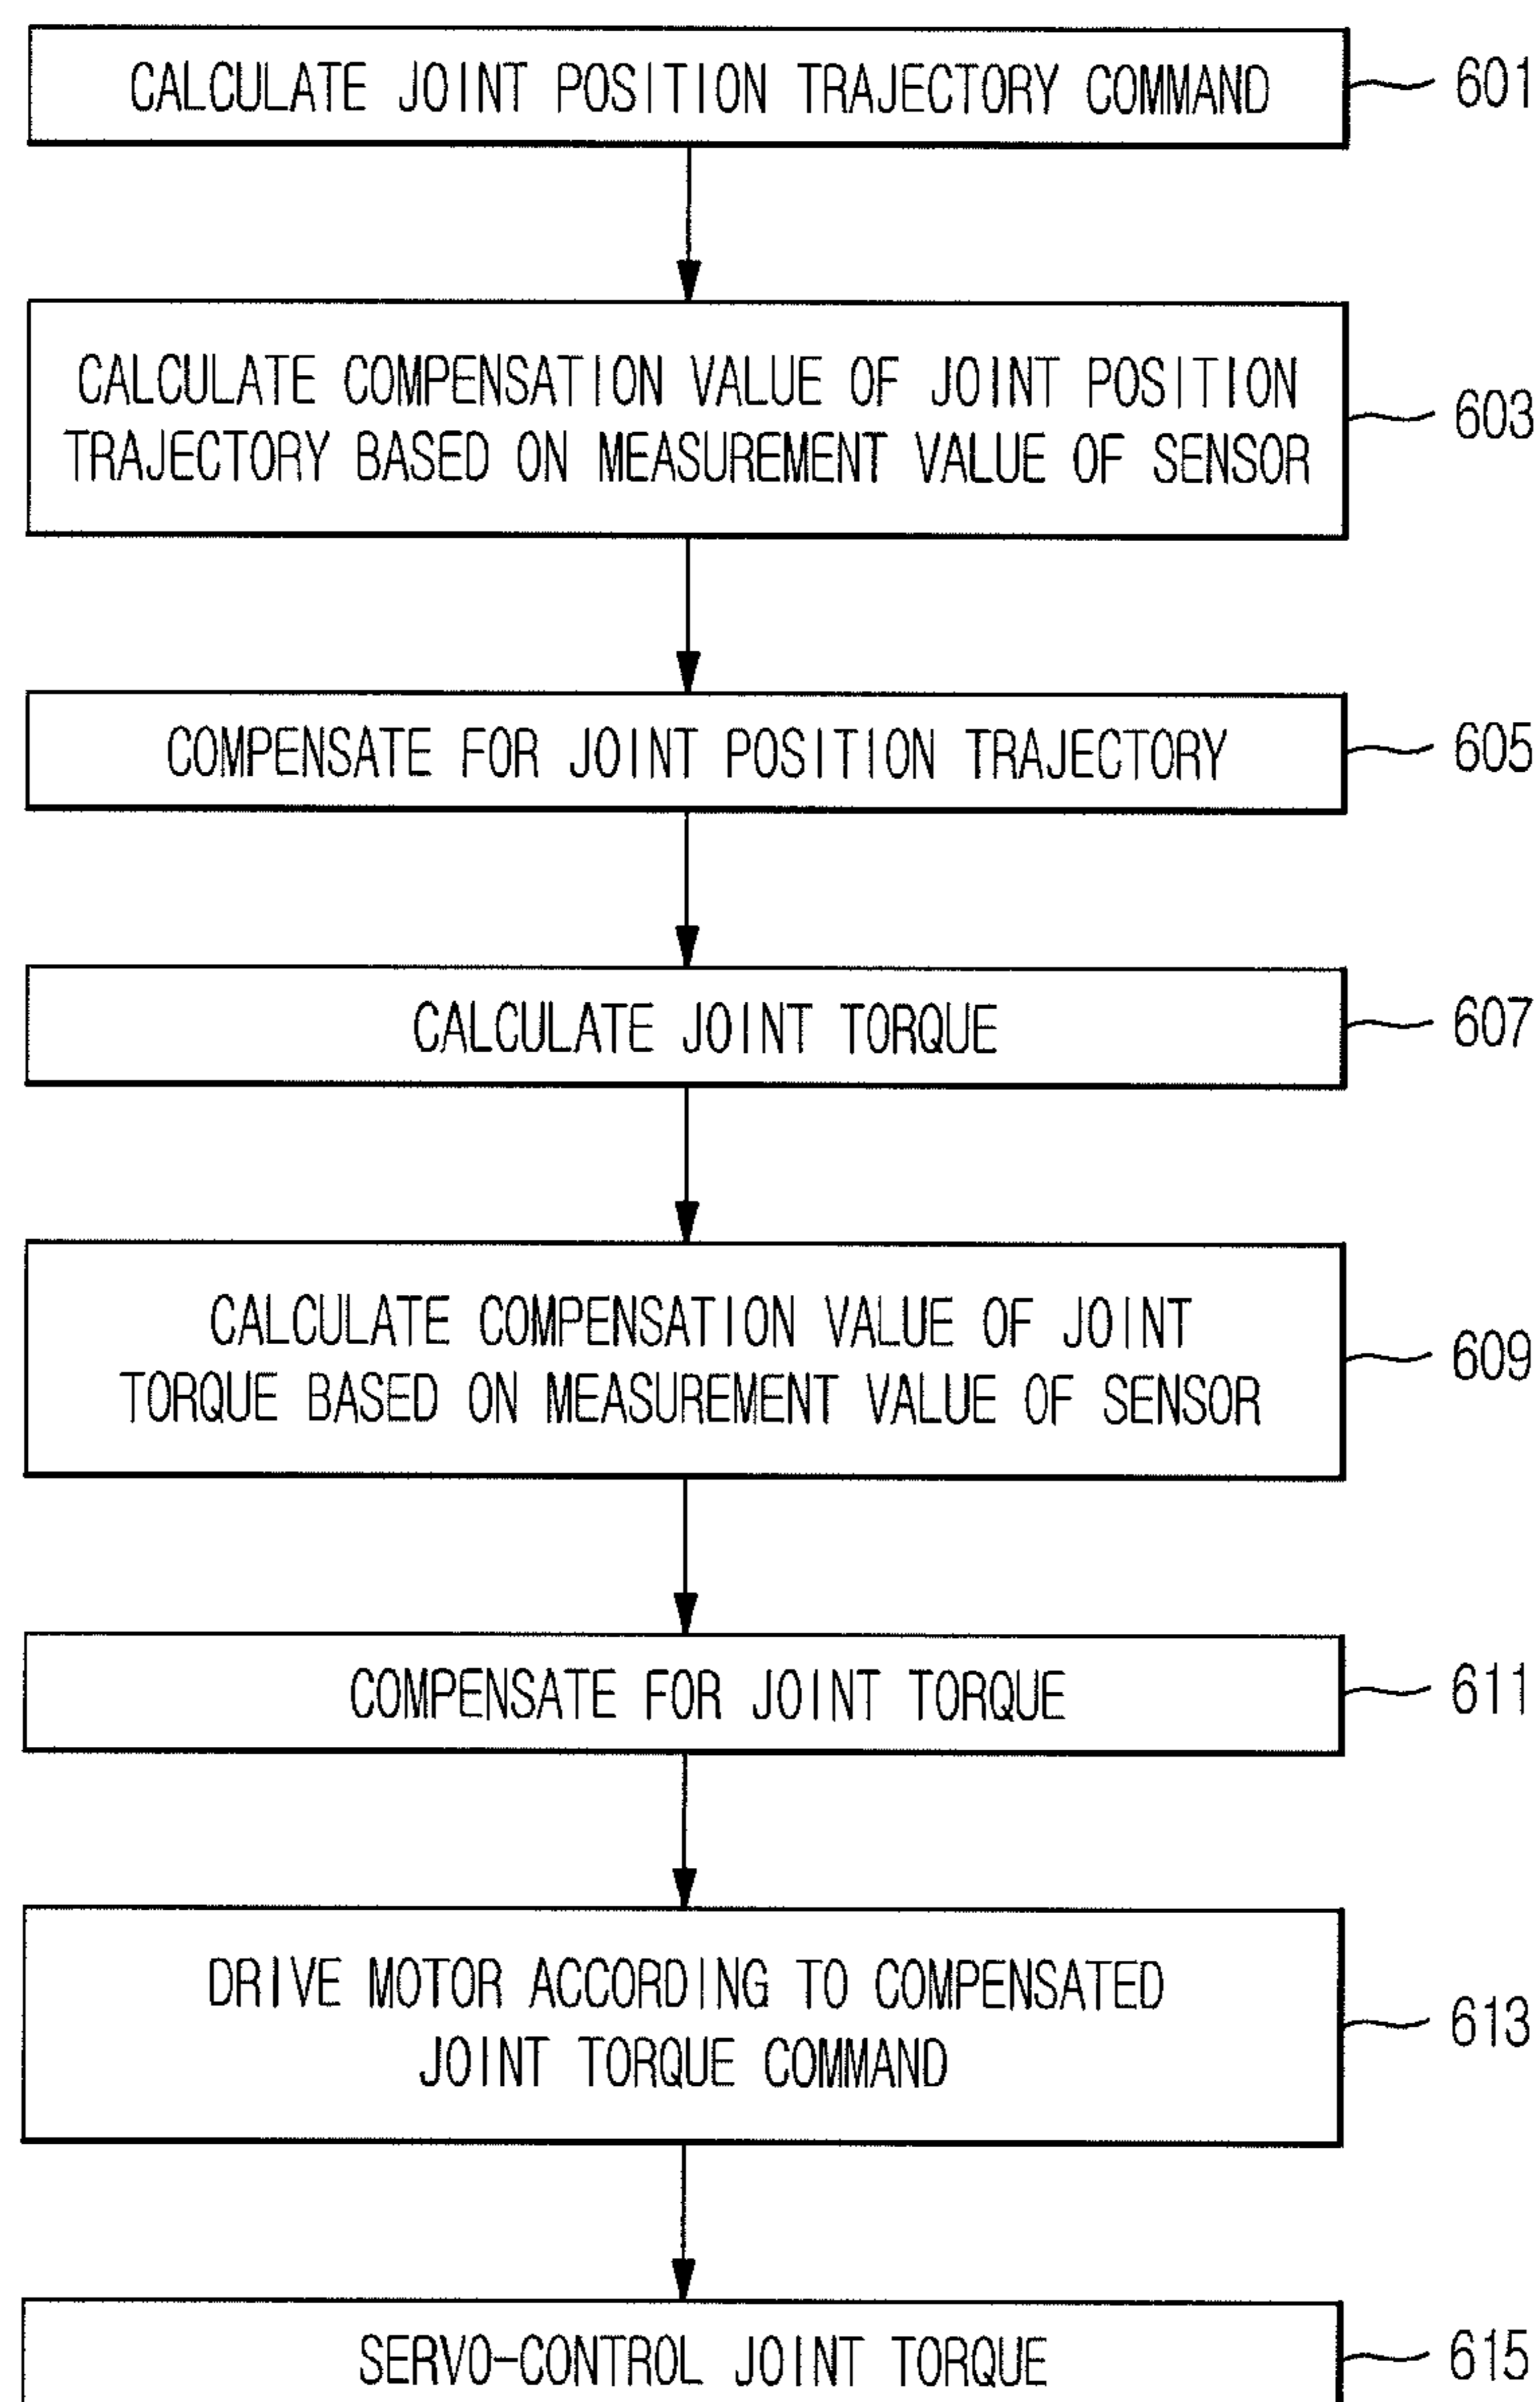 CALCULATE JOINT POSITION TRAJECTORY COMMAND
601
CALCULATE COMPENSATION VALUE OF JOINT POSITION
TRAJECTORY BASED ON MEASUREMENT VALUE OF SENSOR
603
COMPENSATE FOR JOINT POSITION TRAJECTORY
605
CALCULATE JOINT TORQUE
607
CALCULATE COMPENSATION VALUE OF JOINT
TORQUE BASED ON MEASUREMENT VALUE OF SENSOR
609
COMPENSATE FOR JOINT TORQUE
611
DRIVE MOTOR ACCORDING TO COMPENSATED
JOINT TORQUE COMMAND
613
SERVO-CONTROL JOINT TORQUE
615